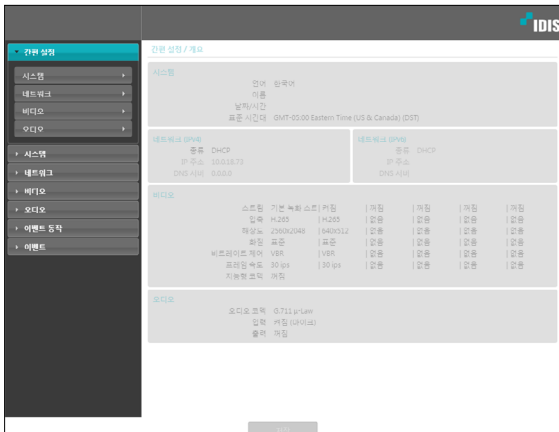 IDIS
간편 설정
시스템
네트워크
비디오
오디오
시스템
네트워크
비디오
오디오
이벤트 동작
이벤트
간편 설정 / 개요
시스템
언어 한국어
이름
날짜/시간
표준 시간대 GMT-05:00 Eastern Time (US & Canada) (DST)
네트워크 (IPv4)
종류 DHCP
IP 주소 10.0.18.73
DNS 서버 0.0.0.0
네트워크 (IPv6)
종류 DHCP
IP 주소
DNS 서버
비디오
스트림 기본 녹화 스트| 켜짐 | 꺼짐 | 꺼짐 | 꺼짐 | 꺼짐
압축 H.265 | H.265 | 없음 | 없음 | 없음 | 없음
해상도 2560x2048 | 640x512 | 없음 | 없음 | 없음 | 없음
화질 표준 | 표준 | 없음 | 없음 | 없음 | 없음
비트레이트 제어 VBR | VBR | 없음 | 없음 | 없음 | 없음
프레임 속도 30 ips | 30 ips | 없음 | 없음 | 없음 | 없음
지능형 코덱 꺼짐
오디오
오디오 코덱 G.711 μ-Law
입력 켜짐 (마이크)
출력 꺼짐